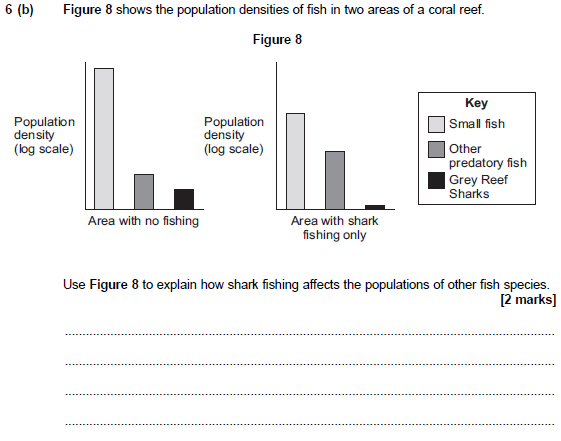 6 (b) Figure 8 shows the population densities of fish in two areas of a coral reef.
Figure 8
Population
density
(log scale)
Area with no fishing
Population
density
(log scale)
Area with shark
fishing only
Key
Small fish
Other
predatory fish
Grey Reef
Sharks
Use Figure 8 to explain how shark fishing affects the populations of other fish species.
[2 marks]